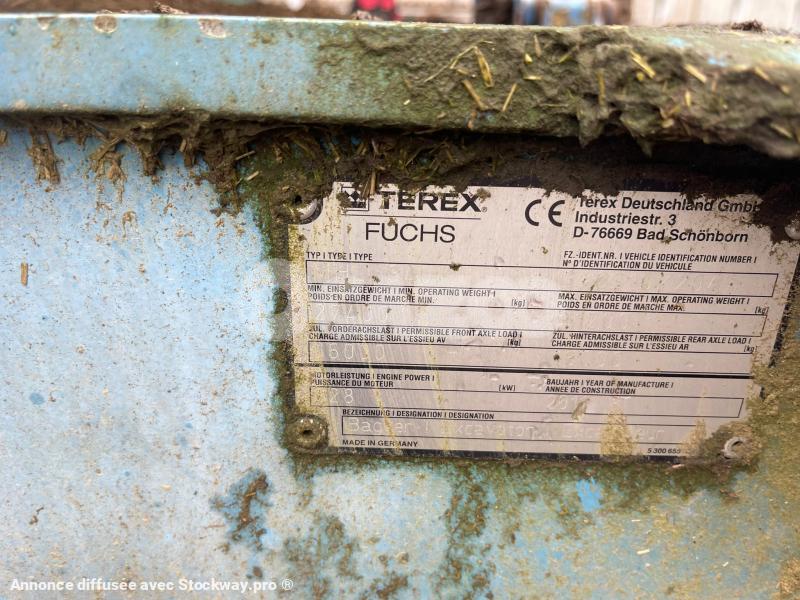 TEREX®
FUCHS
CE
Terex Deutschland GmbH
Industriestr. 3
D-76669 Bad Schönborn
TYP I TYPE I TYPE
FZ.-IDENT.NR. I VEHICLE IDENTIFICATION NUMBER I
N° D'IDENTIFICATION DU VEHICULE
MIN. EINSATZGEWICHT I MIN. OPERATING WEIGHT I
POIDS EN ORDRE DE MARCHE MIN. [kg]
MAX. EINSATZGEWICHT I MAX. OPERATING WEIGHT I
POIDS EN ORDRE DE MARCHE MAX. [kg]
ZUL. VORDERACHSLAST I PERMISSIBLE FRONT AXLE LOAD I
CHARGE ADMISSIBLE SUR L'ESSIEU AV [kg]
ZUL. HINTERACHSLAST I PERMISSIBLE REAR AXLE LOAD I
CHARGE ADMISSIBLE SUR L'ESSIEU AR [kg
MOTORLEISTUNG I ENGINE POWER I
PUISSANCE DU MOTEUR [kW]
BAUJAHR I YEAR OF MANUFACTURE I
ANNEE DE CONSTRUCTION
BEZEICHNUNG I DESIGNATION I DESIGNATION
Bagger Excavator
MADE IN GERMANY
5 300 655
Annonce diffusée avec Stockway.pro ®